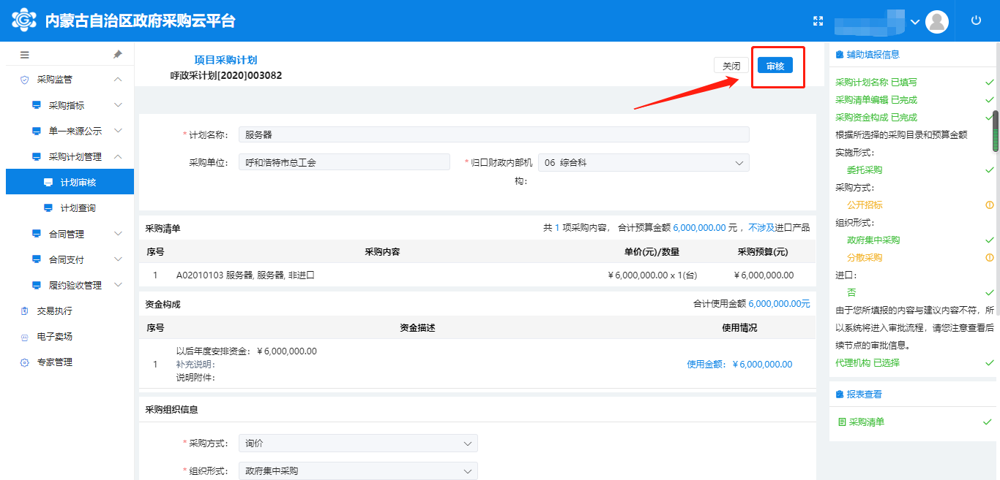 内蒙古自治区政府采购云平台
采购监管
采购指标
单一来源公示
采购计划管理
计划审核
计划查询
合同管理
合同支付
履约验收管理
交易执行
电子卖场
专家管理
项目采购计划
呼政采计划[2020]003082
关闭 审核
* 计划名称: 服务器
采购单位: 呼和浩特市总工会 * 归口财政内部机构: 06 综合科
采购清单 共 1 项采购内容, 合计预算金额 6,000,000.00 元 , 不涉及进口产品
序号 采购内容 单价(元)/数量 采购预算(元)
1 A02010103 服务器, 服务器, 非进口 ¥ 6,000,000.00 x 1(台) ¥ 6,000,000.00
资金构成 合计使用金额 6,000,000.00元
序号 资金描述 使用情况
1 以后年度安排资金: ¥ 6,000,000.00
补充说明:
说明附件:
使用金额: ¥ 6,000,000.00
采购组织信息
* 采购方式: 询价
* 组织形式: 政府集中采购
辅助填报信息
采购计划名称 已填写
采购清单编辑 已完成
采购资金构成 已完成
根据所选择的采购目录和预算金额
实施形式:
委托采购
采购方式:
公开招标
组织形式:
政府集中采购
分散采购
进口:
否
由于您所填报的内容与建议内容不符，所
以系统将进入审批流程，请您注意查看后
续节点的审批信息。
代理机构 已选择
报表查看
采购清单